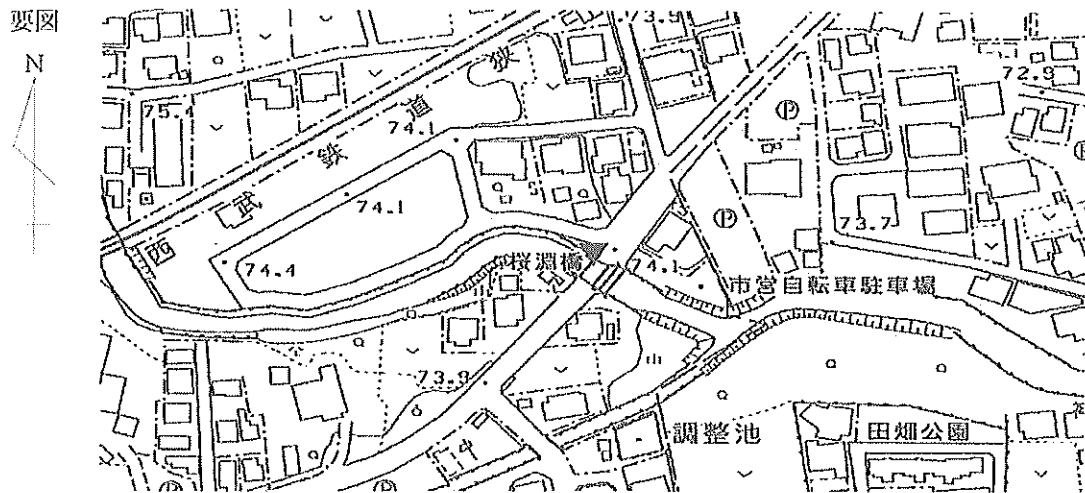 要図
N
73.9
西武鉄道
狭
75.4
74.1
P
72.9
P
74.1
P
73.7
74.4
桜淵橋
74.1
市営自転車駐車場
73.9
調整池
田畑公園
P
P